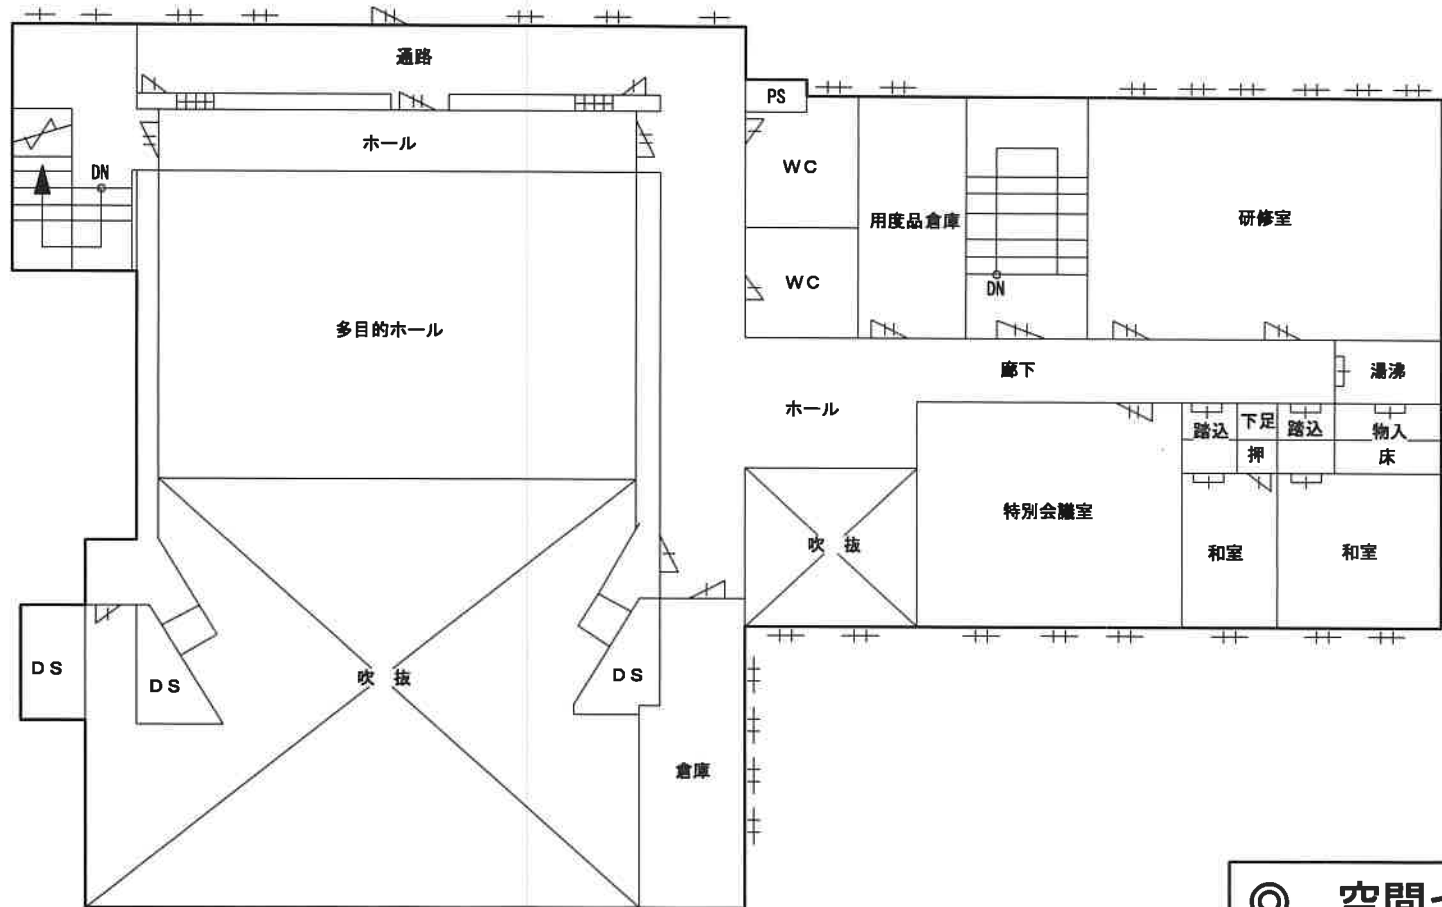 通路
PS
ホール
WC
DN
用度品倉庫
研修室
WC
DN
多目的ホール
廊下
湯沸
ホール
踏込
下足
踏込
物入
押
床
特別会議室
吹 抜
和室
和室
DS
DS
吹 抜
DS
倉庫
◎ 空間